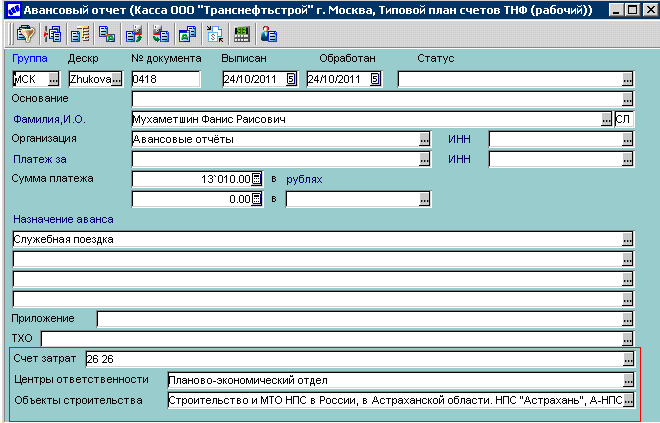 Авансовый отчет (Касса ООО "Транснефтьстрой" г. Москва, Типовой план счетов ТНФ (рабочий))
Группа Дескр № документа Выписан Обработан Статус
МСК ... Zhukova... 0418 24/10/2011 5 24/10/2011 5 ...
Основание ...
Фамилия,И.О. Мухаметшин Фанис Раисович ... СЛ
Организация Авансовые отчёты ... ИНН ...
Платеж за ... ИНН ...
Сумма платежа 13`010.00 в рублях
0.00 в ...
Назначение аванса
Служебная поездка ...
...
...
...
Приложение ...
ТХО ...
Счет затрат 26 26 ...
Центры ответственности Планово-экономический отдел ...
Объекты строительства Строительство и МТО НПС в России, в Астраханской области. НПС "Астрахань", А-НПС...